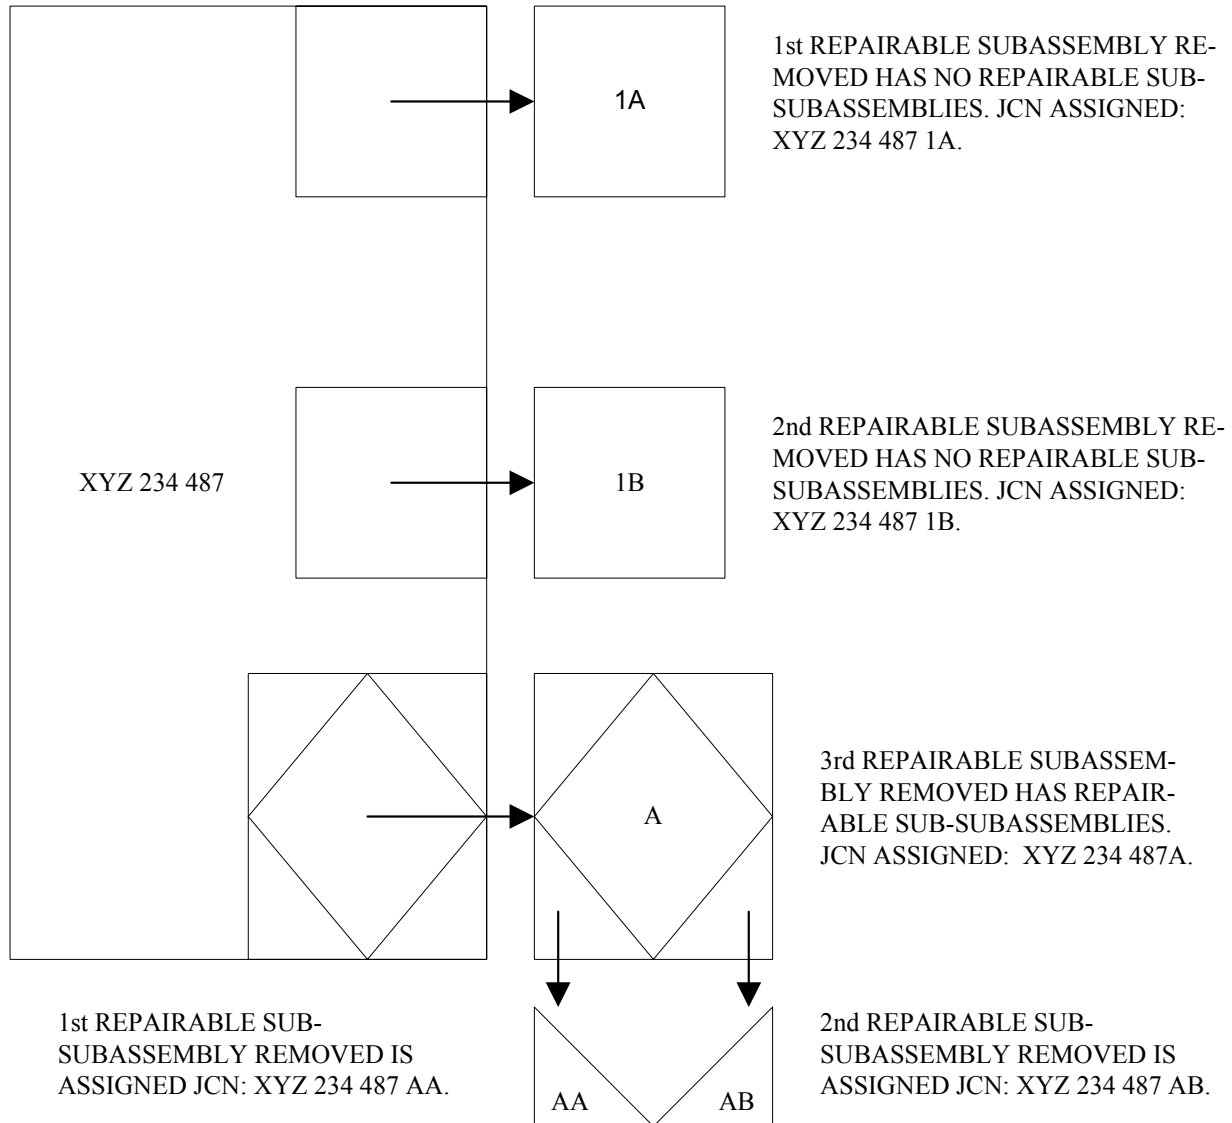 1A
1st REPAIRABLE SUBASSEMBLY RE-
MOVED HAS NO REPAIRABLE SUB-
SUBASSEMBLIES. JCN ASSIGNED:
XYZ 234 487 1A.
XYZ 234 487
1B
2nd REPAIRABLE SUBASSEMBLY RE-
MOVED HAS NO REPAIRABLE SUB-
SUBASSEMBLIES. JCN ASSIGNED:
XYZ 234 487 1B.
A
3rd REPAIRABLE SUBASSEM-
BLY REMOVED HAS REPAIR-
ABLE SUB-SUBASSEMBLIES.
JCN ASSIGNED:  XYZ 234 487A.
1st REPAIRABLE SUB-
SUBASSEMBLY REMOVED IS
ASSIGNED JCN: XYZ 234 487 AA.
AA
AB
2nd REPAIRABLE SUB-
SUBASSEMBLY REMOVED IS
ASSIGNED JCN: XYZ 234 487 AB.